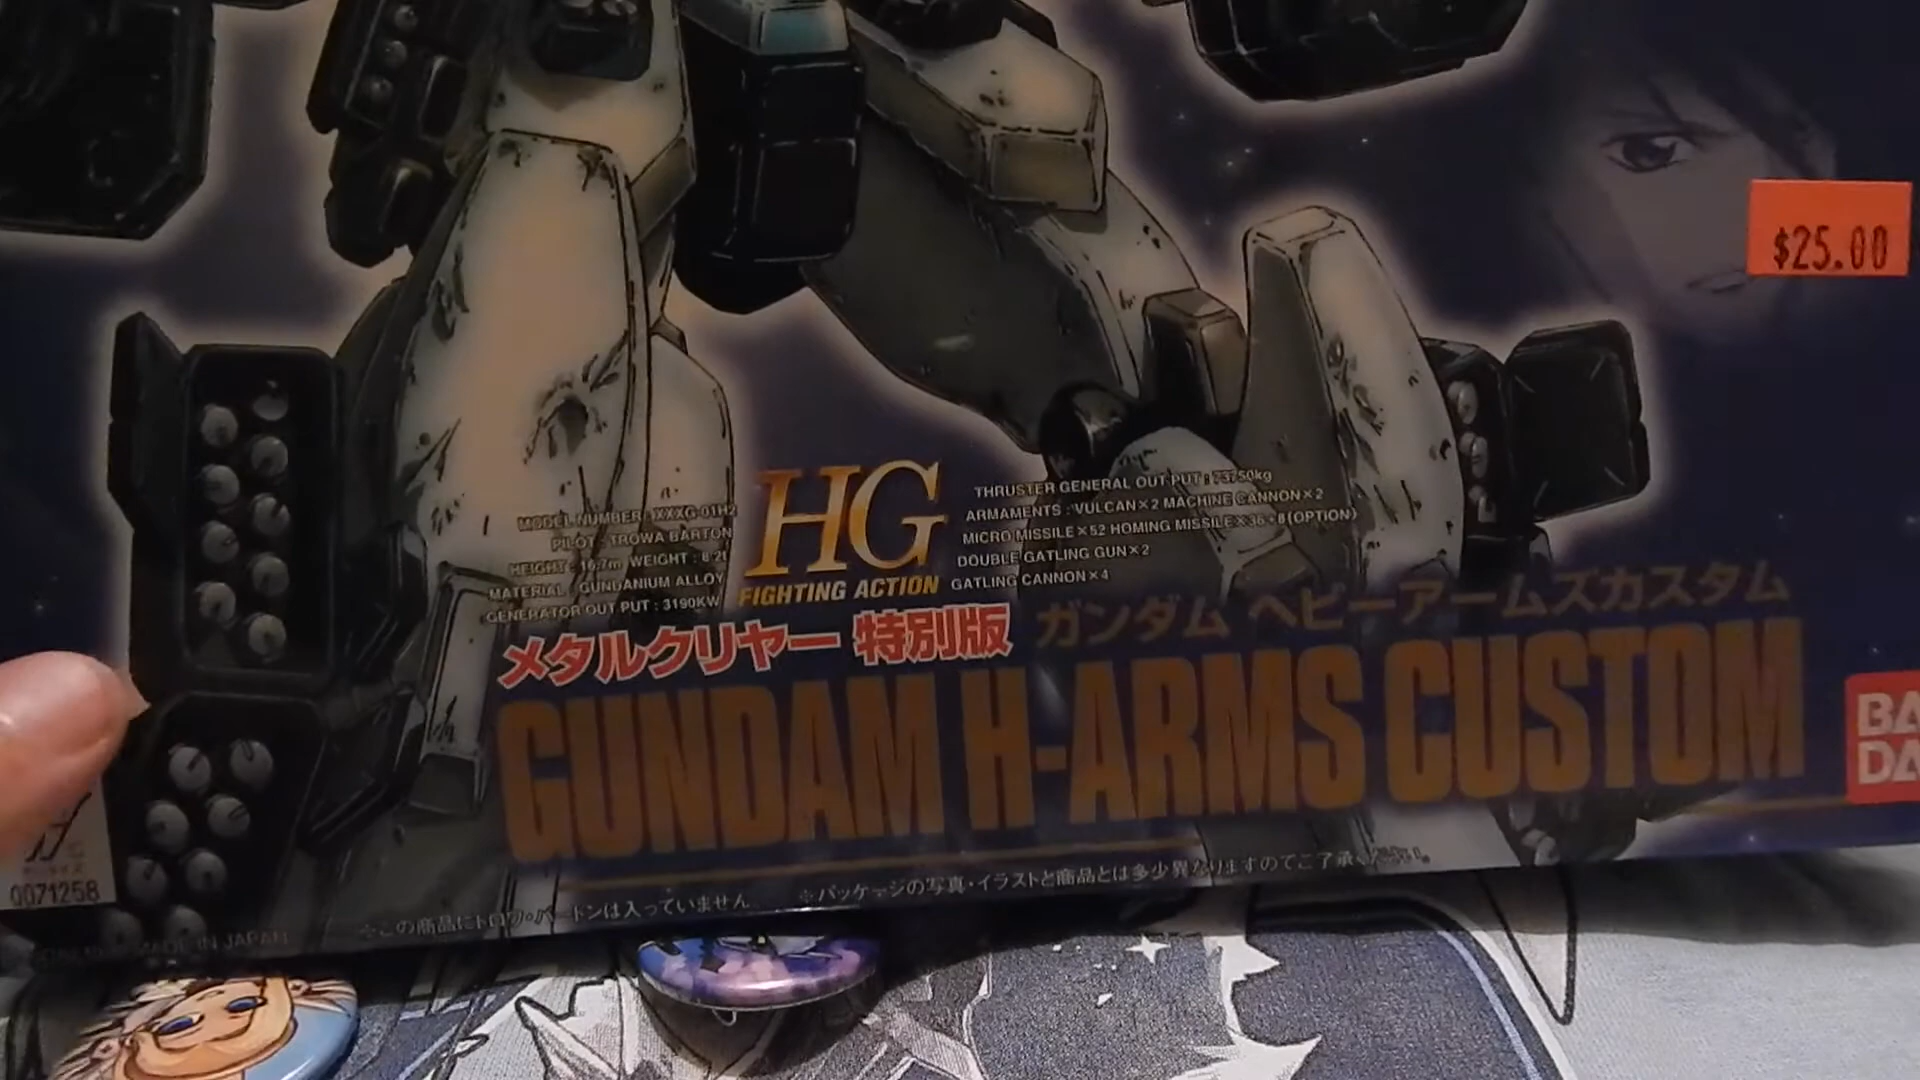 $25.00
MODEL NUMBER : XXXG-01H2
PILOT : TROWA BARTON
HEIGHT : 16.7m WEIGHT : 8.2t
MATERIAL : GUNDANIUM ALLOY
GENERATOR OUT PUT : 3190KW
HG
FIGHTING ACTION
THRUSTER GENERAL OUT PUT : 73750kg
ARMAMENTS : VULCAN×2 MACHINE CANNON×2
MICRO MISSILE×52 HOMING MISSILE×36+8(OPTION)
DOUBLE GATLING GUN×2
GATLING CANNON×4
メタルクリヤー 特別版
ガンダム ヘビーアームズカスタム
GUNDAM H-ARMS CUSTOM
BA
DA
0071258
MADE IN JAPAN
※この商品にトロワ・バートンは入っていません。
※パッケージの写真・イラストと商品とは多少異なりますのでご了承ください。